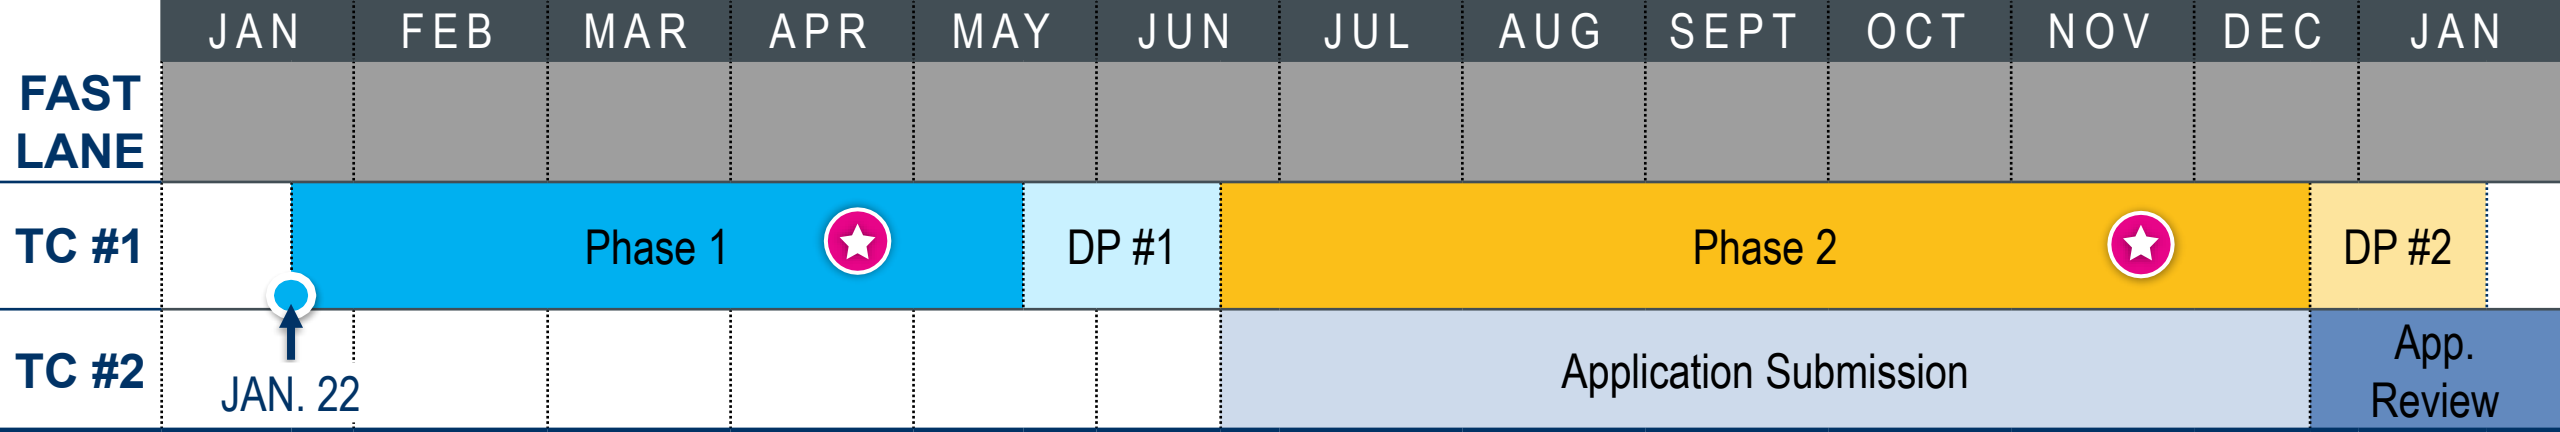 JAN FEB MAR APR MAY JUN JUL AUG SEPT OCT NOV DEC JAN
FAST
LANE
TC #1 Phase 1 DP #1 Phase 2 DP #2
TC #2 JAN. 22 Application Submission App.
Review